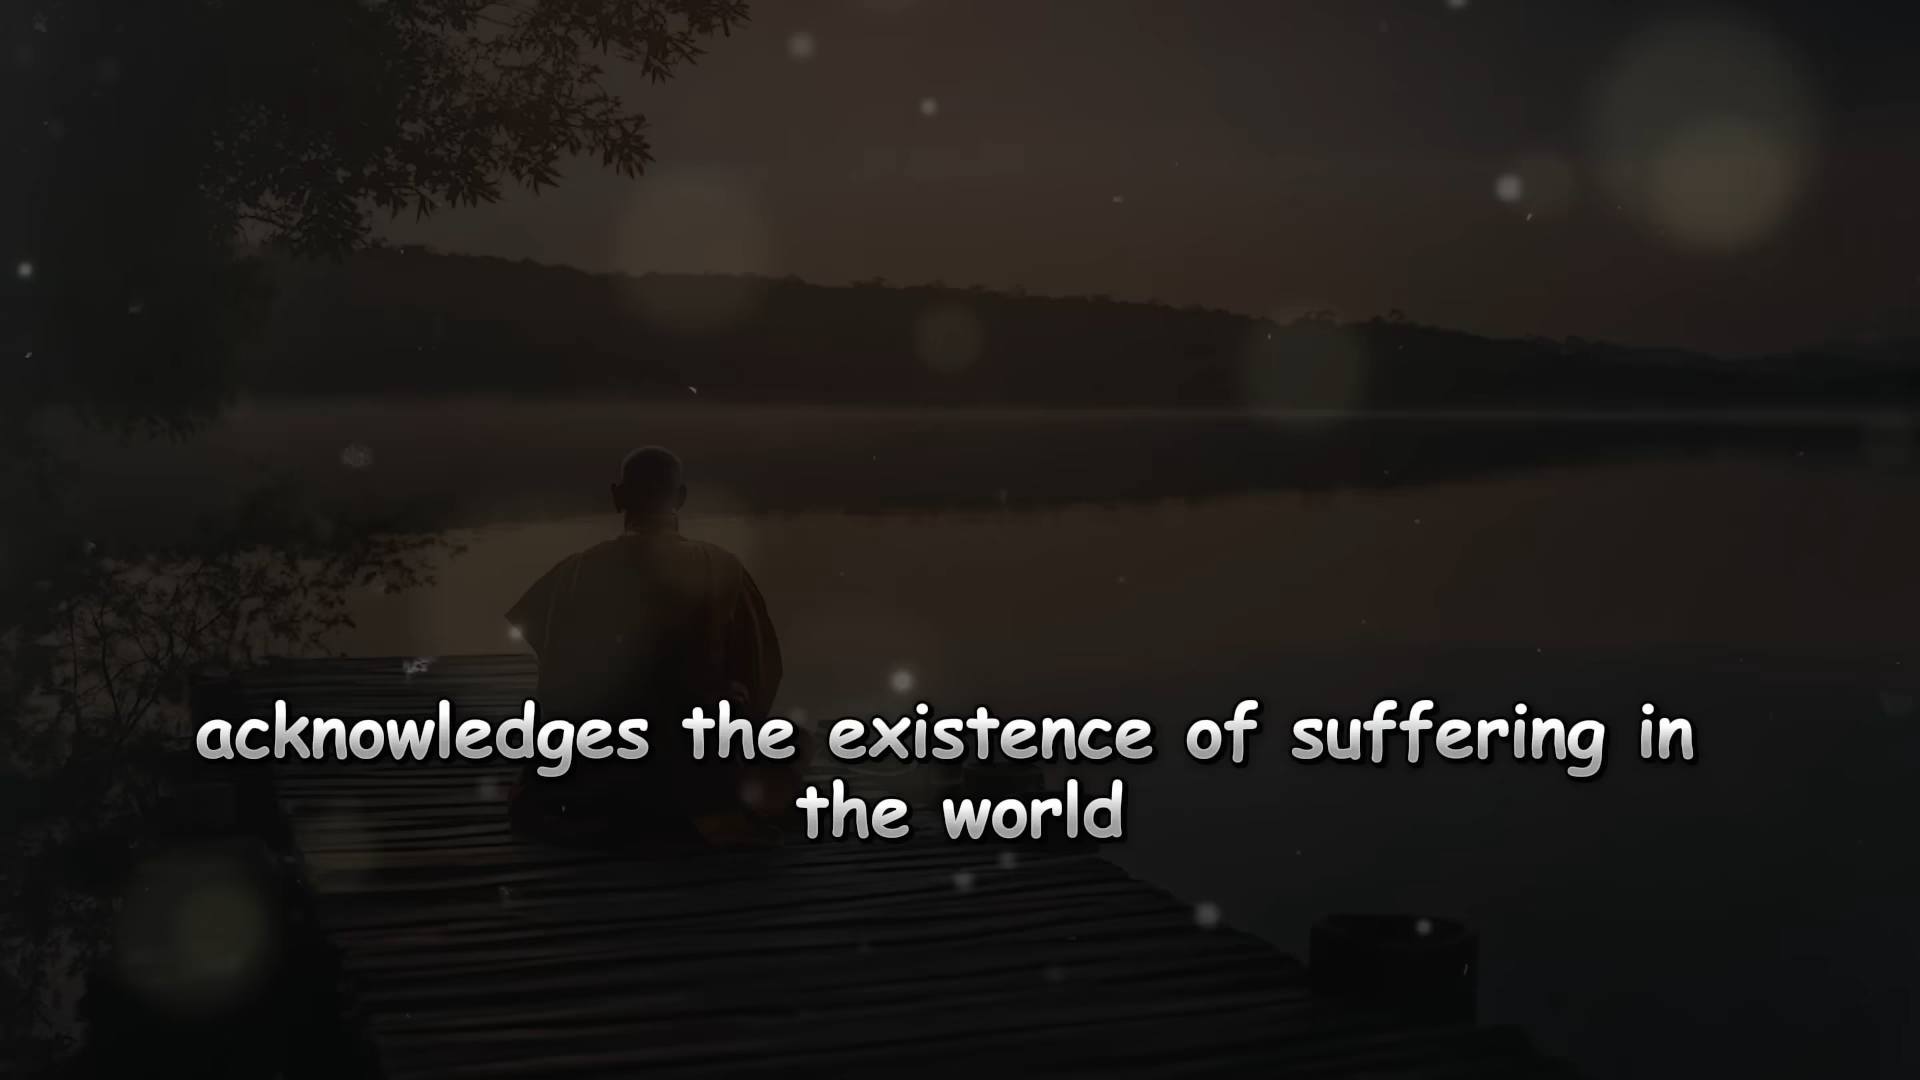 acknowledges the existence of suffering in
the world